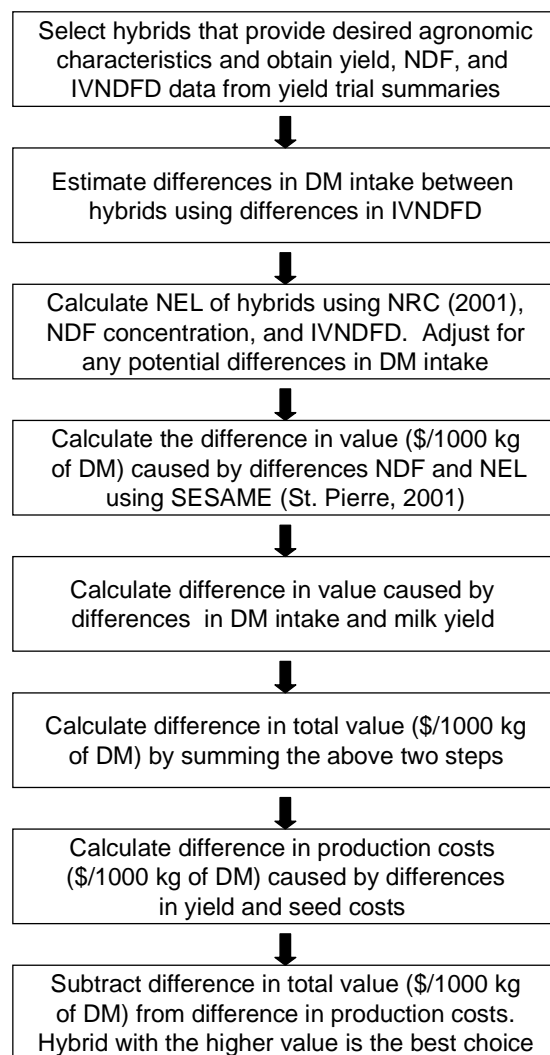 Select hybrids that provide desired agronomic
characteristics and obtain yield, NDF, and
IVNDFD data from yield trial summaries
Estimate differences in DM intake between
hybrids using differences in IVNDFD
Calculate NEL of hybrids using NRC (2001),
NDF concentration, and IVNDFD.  Adjust for
any potential differences in DM intake
Calculate the difference in value ($/1000 kg
of DM) caused by differences NDF and NEL
using SESAME (St. Pierre, 2001)
Calculate difference in value caused by
differences  in DM intake and milk yield
Calculate difference in total value ($/1000 kg
of DM) by summing the above two steps
Calculate difference in production costs
($/1000 kg of DM) caused by differences
in yield and seed costs
Subtract difference in total value ($/1000 kg
of DM) from difference in production costs.
Hybrid with the higher value is the best choice